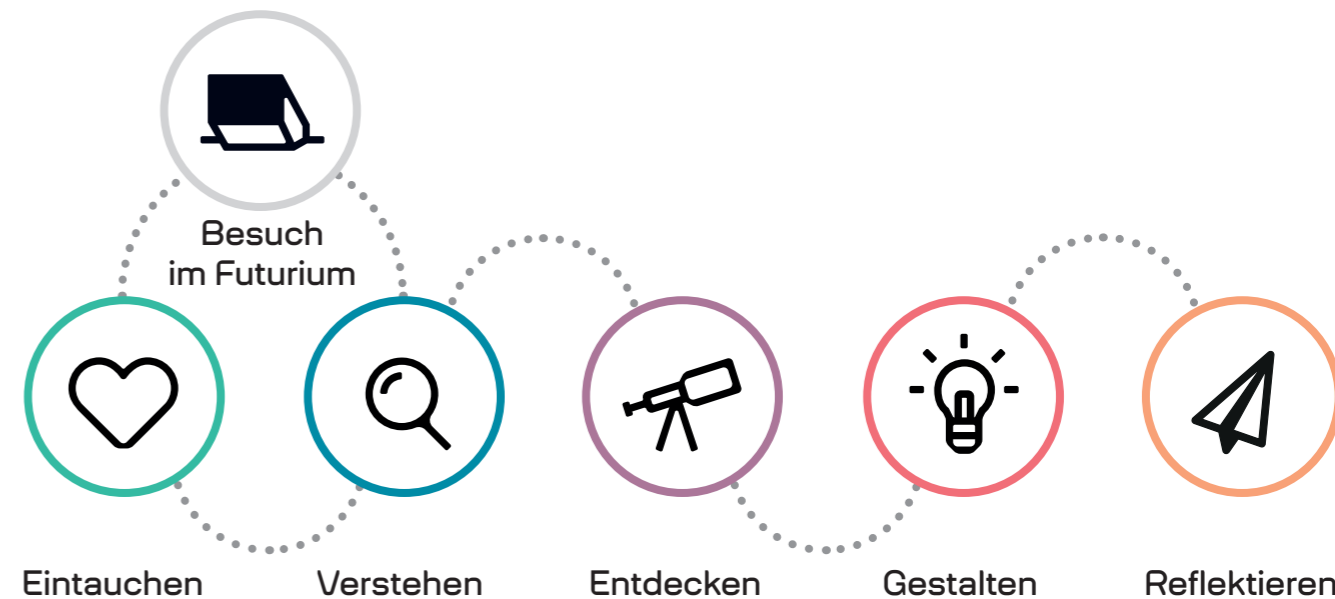 Besuch
im Futurium
Eintauchen
Verstehen
Entdecken
Gestalten
Reflektieren